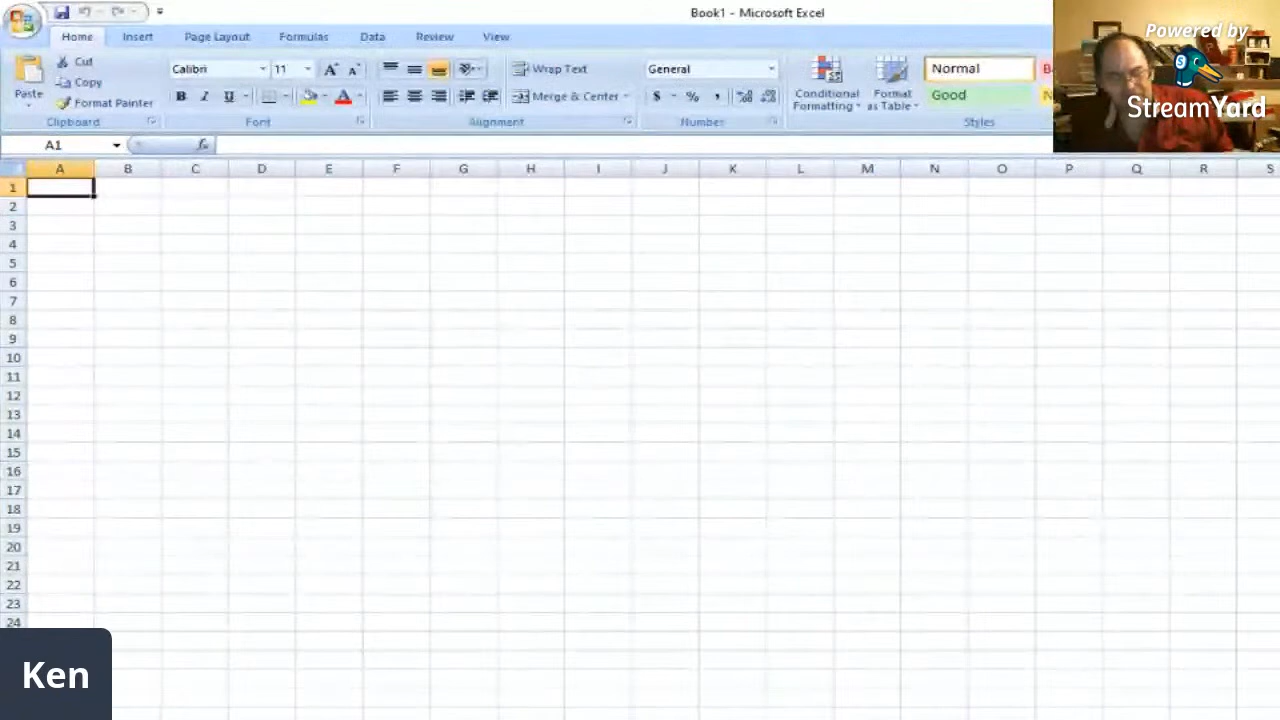 Book1 - Microsoft Excel
Home Insert Page Layout Formulas Data Review View
Powered by
StreamYard
Paste
Cut
Copy
Format Painter
Clipboard
Calibri 11
B I U
Font
Wrap Text
Merge & Center
Alignment
General
$ % ,
Number
Conditional Formatting
Format as Table
Normal
Good
Styles
A1
fx
A B C D E F G H I J K L M N O P Q R S
1
2
3
4
5
6
7
8
9
10
11
12
13
14
15
16
17
18
19
20
21
22
23
24
Ken